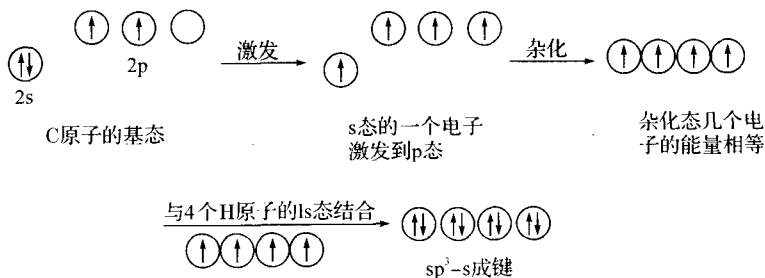 激发
杂化
2p
2s
C原子的基态
s态的一个电子
激发到p态
杂化态几个电
子的能量相等
与4个H原子的ls态结合
sp³-s成键